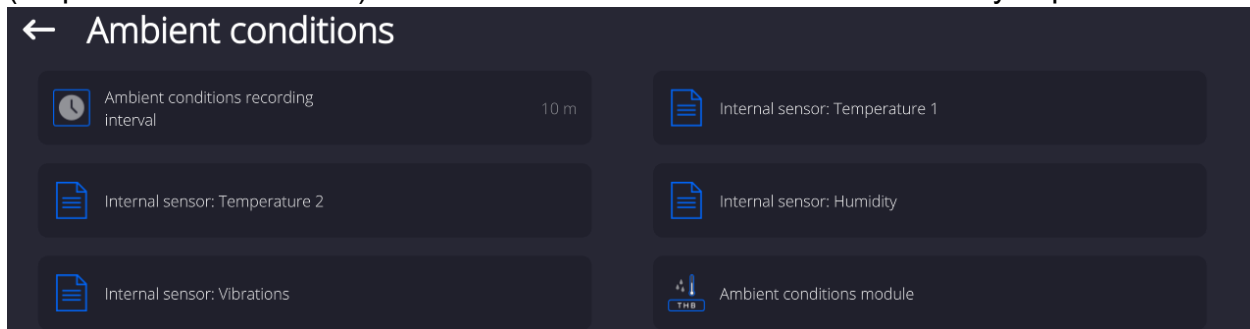 ← Ambient conditions
Ambient conditions recording
interval
10 m
Internal sensor: Temperature 1
Internal sensor: Temperature 2
Internal sensor: Humidity
Internal sensor: Vibrations
THB
Ambient conditions module